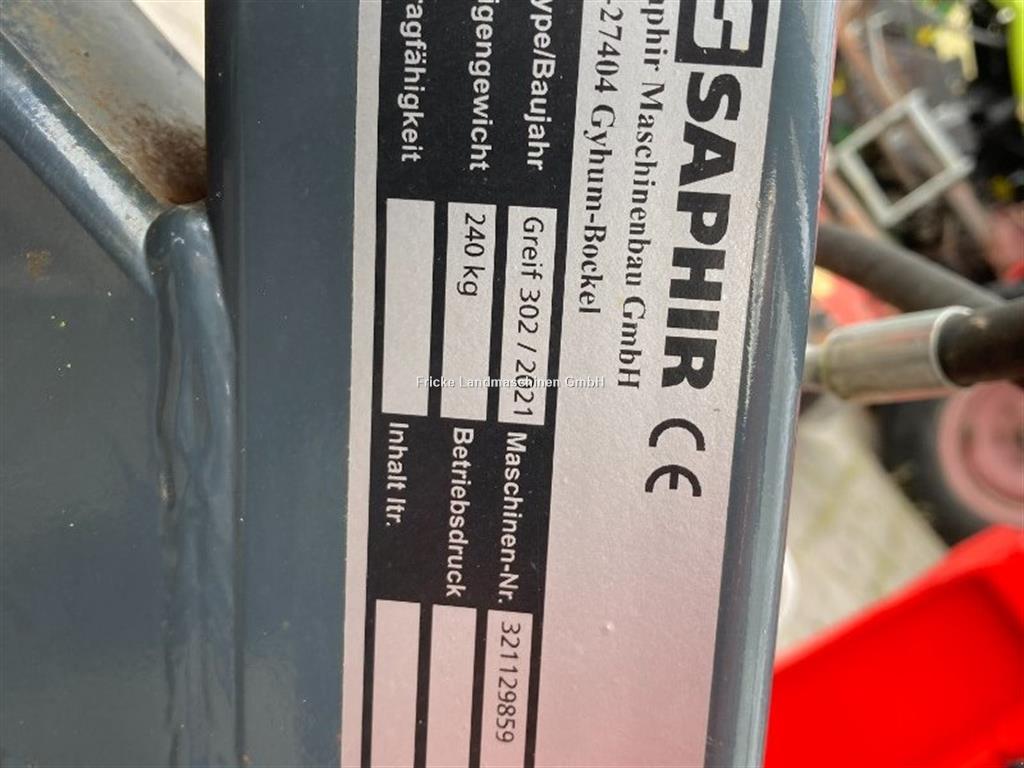 SAPHIR CE
aphir Maschinenbau GmbH
-27404 Gyhum-Bockel
ype/Baujahr Greif 302 / 2021 Maschinen-Nr. 321129859
igengewicht 240 kg Betriebsdruck
ragfähigkeit Inhalt ltr.
Fricke Landmaschinen GmbH